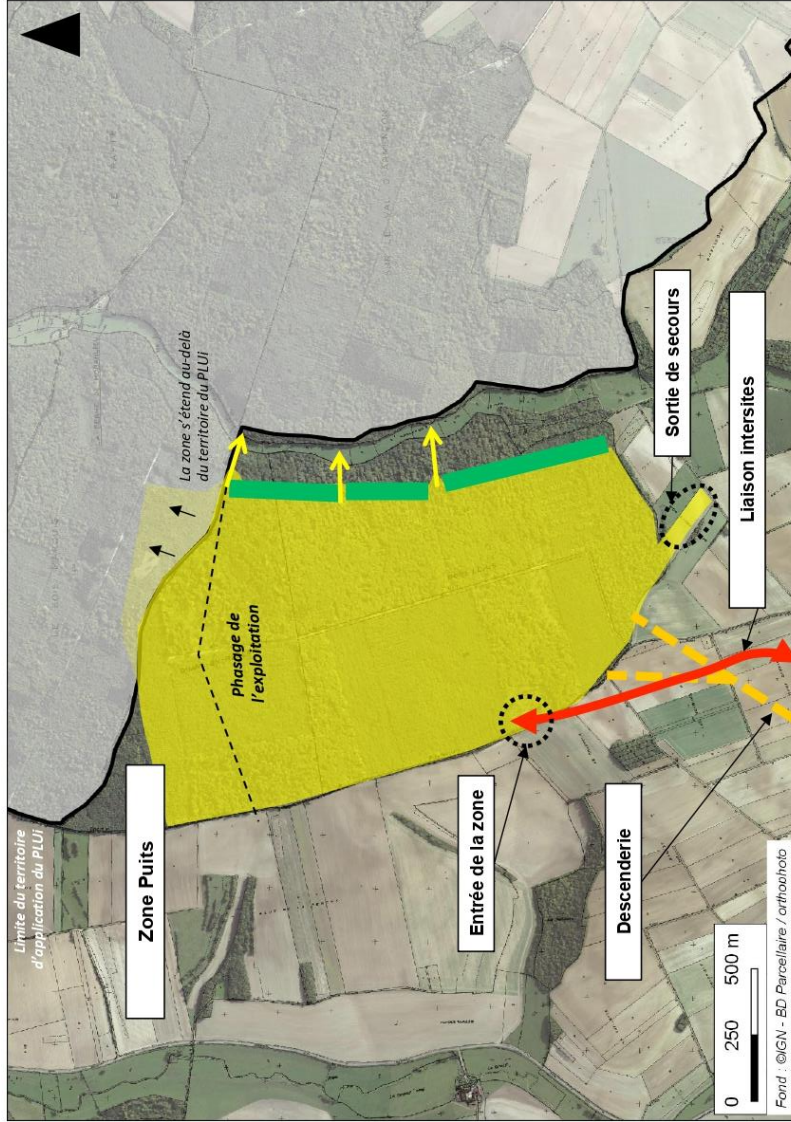 Limite du territoire
d'application du PLUi
Zone Puits
La zone s'étend au-delà
du territoire du PLUi
Phasage de
l'exploitation
Entrée de la zone
Descenderie
Sortie de secours
Liaison intersites
0 250 500 m
Fond : ©IGN - BD Parcellaire / orthophoto